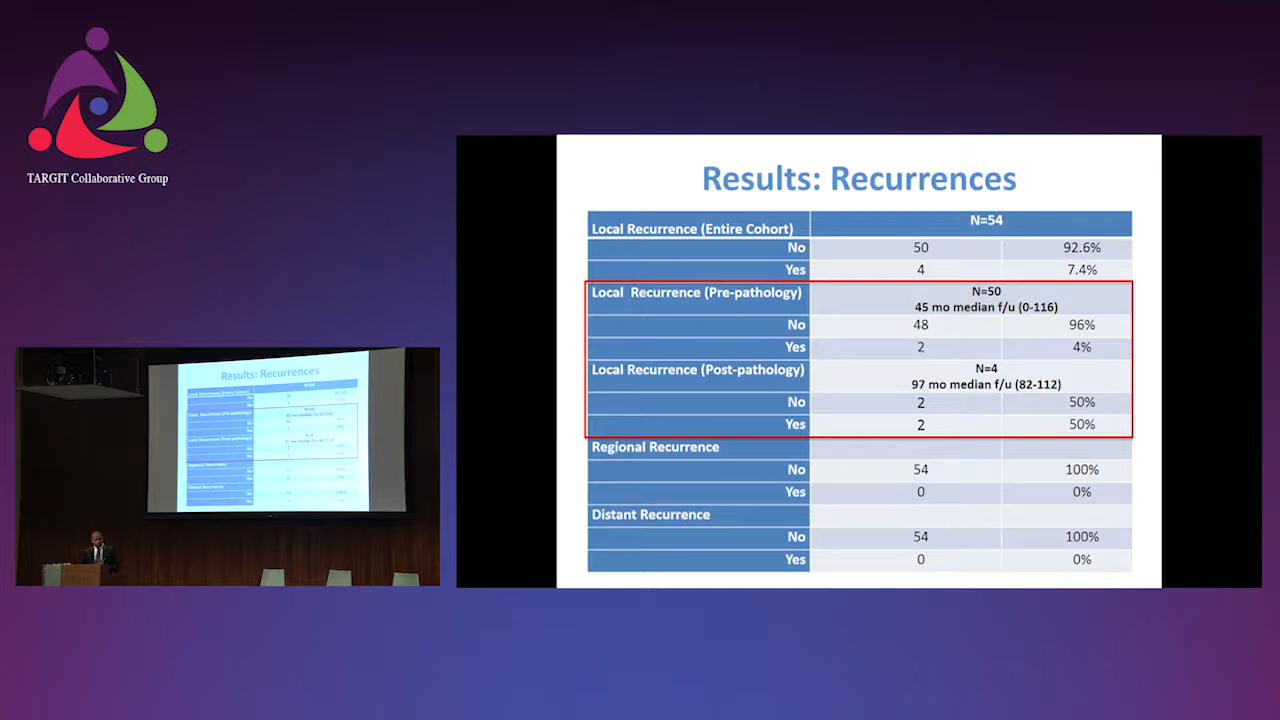 TARGIT Collaborative Group
Results: Recurrences
Local Recurrence (Entire Cohort) N=54
No 50 92.6%
Yes 4 7.4%
Local Recurrence (Pre-pathology) N=50
45 mo median f/u (0-116)
No 48 96%
Yes 2 4%
Local Recurrence (Post-pathology) N=4
97 mo median f/u (82-112)
No 2 50%
Yes 2 50%
Regional Recurrence
No 54 100%
Yes 0 0%
Distant Recurrence
No 54 100%
Yes 0 0%
Results: Recurrences